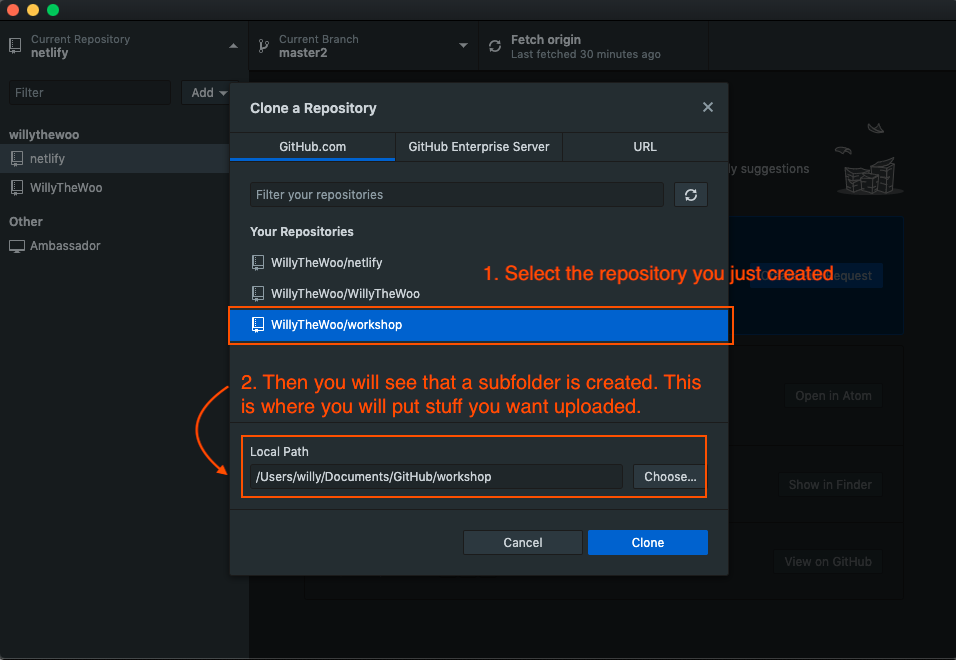 Current Repository
netlify
Current Branch
master2
Fetch origin
Last fetched 30 minutes ago
Filter
Add
willythewoo
netlify
WillyTheWoo
Other
Ambassador
Clone a Repository
GitHub.com
GitHub Enterprise Server
URL
Filter your repositories
Your Repositories
WillyTheWoo/netlify
WillyTheWoo/WillyTheWoo
WillyTheWoo/workshop
1. Select the repository you just created
2. Then you will see that a subfolder is created. This
is where you will put stuff you want uploaded.
Local Path
/Users/willy/Documents/GitHub/workshop
Choose...
Cancel
Clone
suggestions
Open in Atom
Show in Finder
View on GitHub